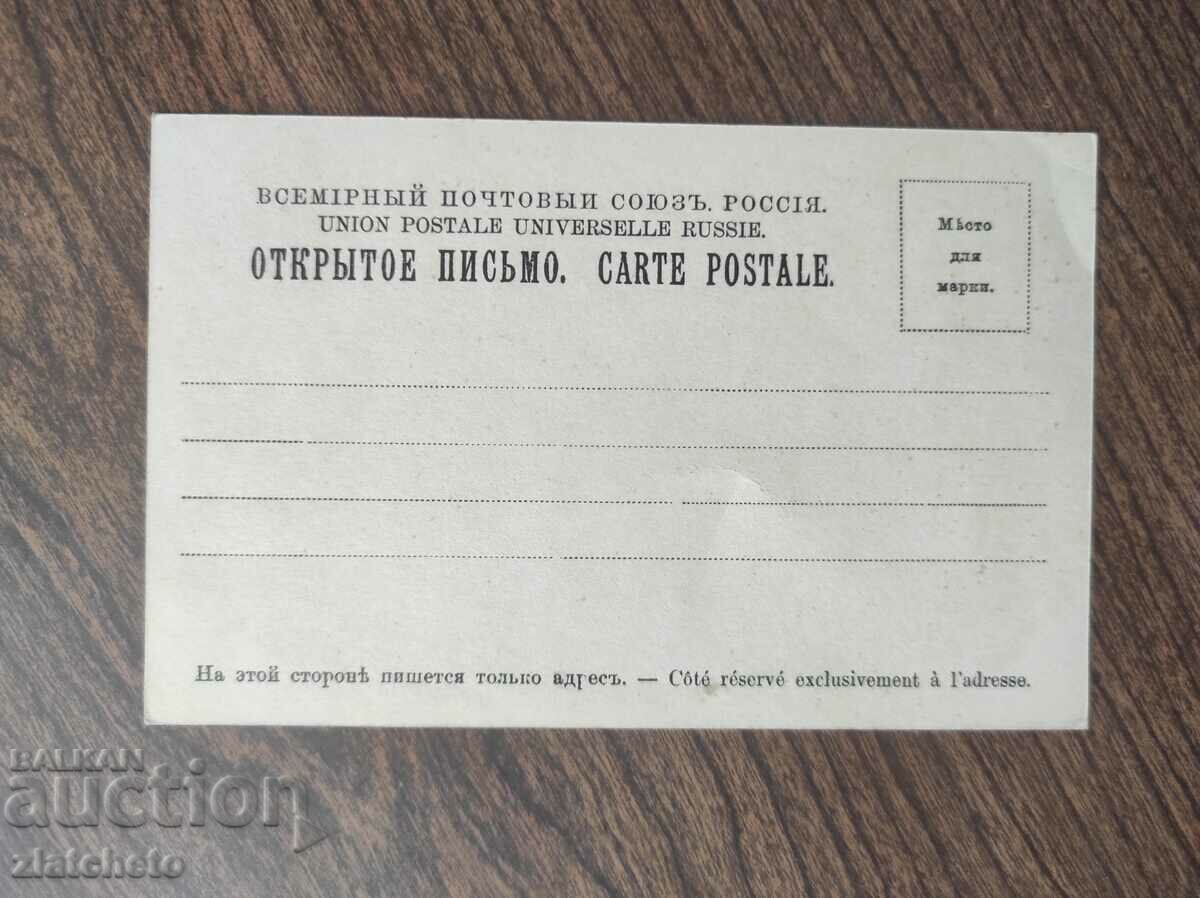 ВСЕМІРНЫЙ ПОЧТОВЫИ СОЮЗЪ. РОССІЯ.
UNION POSTALE UNIVERSELLE RUSSIE.
ОТКРЫТОЕ ПИСЬМО. CARTE POSTALE.
Мѣсто
для
марки.
На этой сторонѣ пишется только адресъ. — Côté réservé exclusivement à l'adresse.
BALKAN
auction
zlatcheto